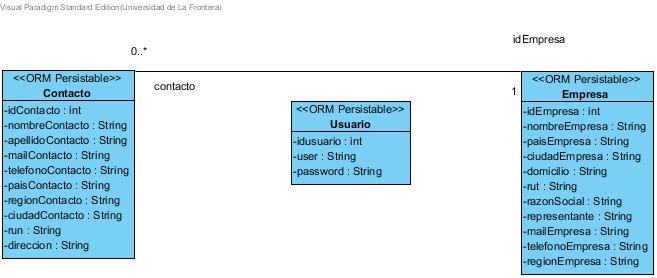 Visual Paradigm Standard Edition(Universidad de La Frontera)
idEmpresa
0..*
contacto
1
<<ORM Persistable>>
Contacto
-idContacto : int
-nombreContacto : String
-apellidoContacto : String
-mailContacto : String
-telefonoContacto : String
-paisContacto : String
-regionContacto : String
-ciudadContacto : String
-run : String
-direccion : String
<<ORM Persistable>>
Usuario
-idusuario : int
-user : String
-password : String
<<ORM Persistable>>
Empresa
-idEmpresa : int
-nombreEmpresa : String
-paisEmpresa : String
-ciudadEmpresa : String
-domicilio : String
-rut : String
-razonSocial : String
-representante : String
-mailEmpresa : String
-telefonoEmpresa : String
-regionEmpresa : String